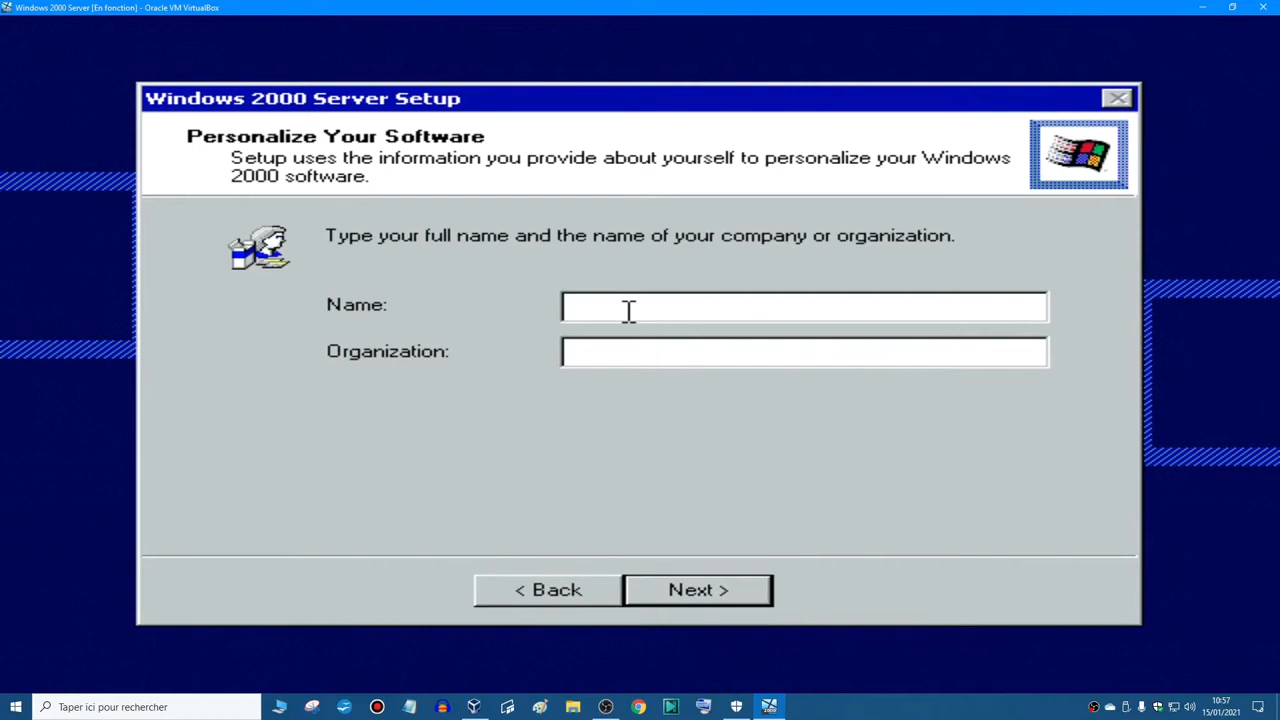 Windows 2000 Server [En fonction] - Oracle VM VirtualBox
Windows 2000 Server Setup
Personalize Your Software
Setup uses the information you provide about yourself to personalize your Windows
2000 software.
Type your full name and the name of your company or organization.
Name:
Organization:
< Back
Next >
Taper ici pour rechercher
10:57
15/01/2021